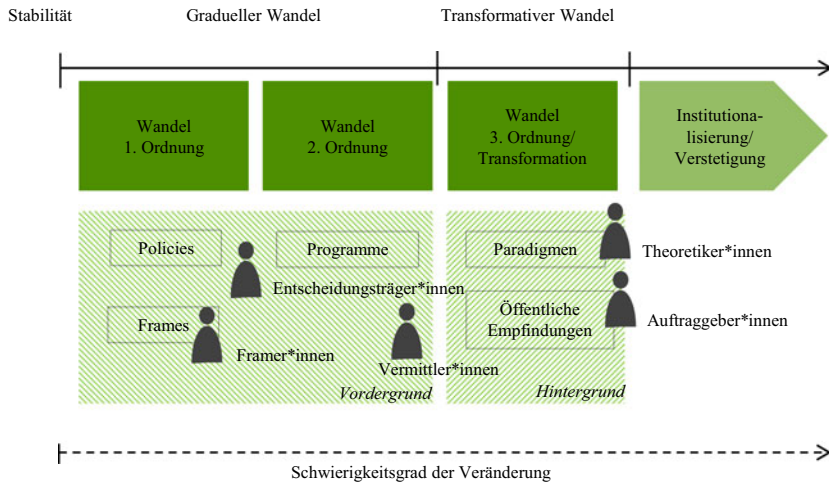 Stabilität
Gradueller Wandel
Transformativer Wandel
Wandel
1. Ordnung
Wandel
2. Ordnung
Wandel
3. Ordnung/
Transformation
Institutiona-
lisierung/
Verstetigung
Policies
Programme
Entscheidungsträger*innen
Frames
Framer*innen
Vermittler*innen
Vordergrund
Paradigmen
Theoretiker*innen
Öffentliche
Empfindungen
Auftraggeber*innen
Hintergrund
Schwierigkeitsgrad der Veränderung